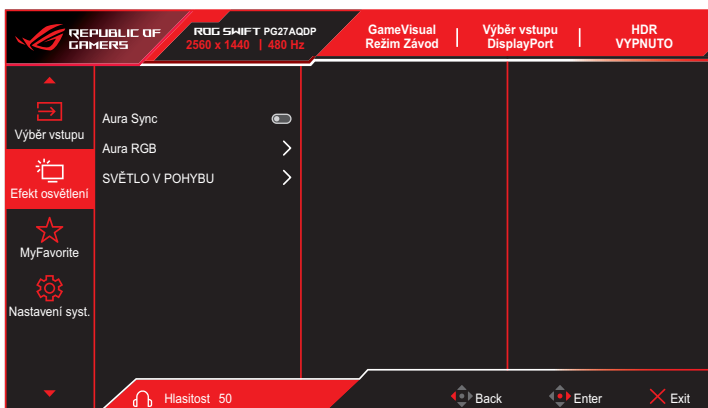 REPUBLIC OF
GAMERS
ROG SWIFT PG27AQDP
2560 x 1440 | 480 Hz
GameVisual
Režim Závod
Výběr vstupu
DisplayPort
HDR
VYPNUTO
Výběr vstupu
Efekt osvětlení
MyFavorite
Nastavení syst.
Aura Sync
Aura RGB
SVĚTLO V POHYBU
Hlasitost 50
Back
Enter
Exit